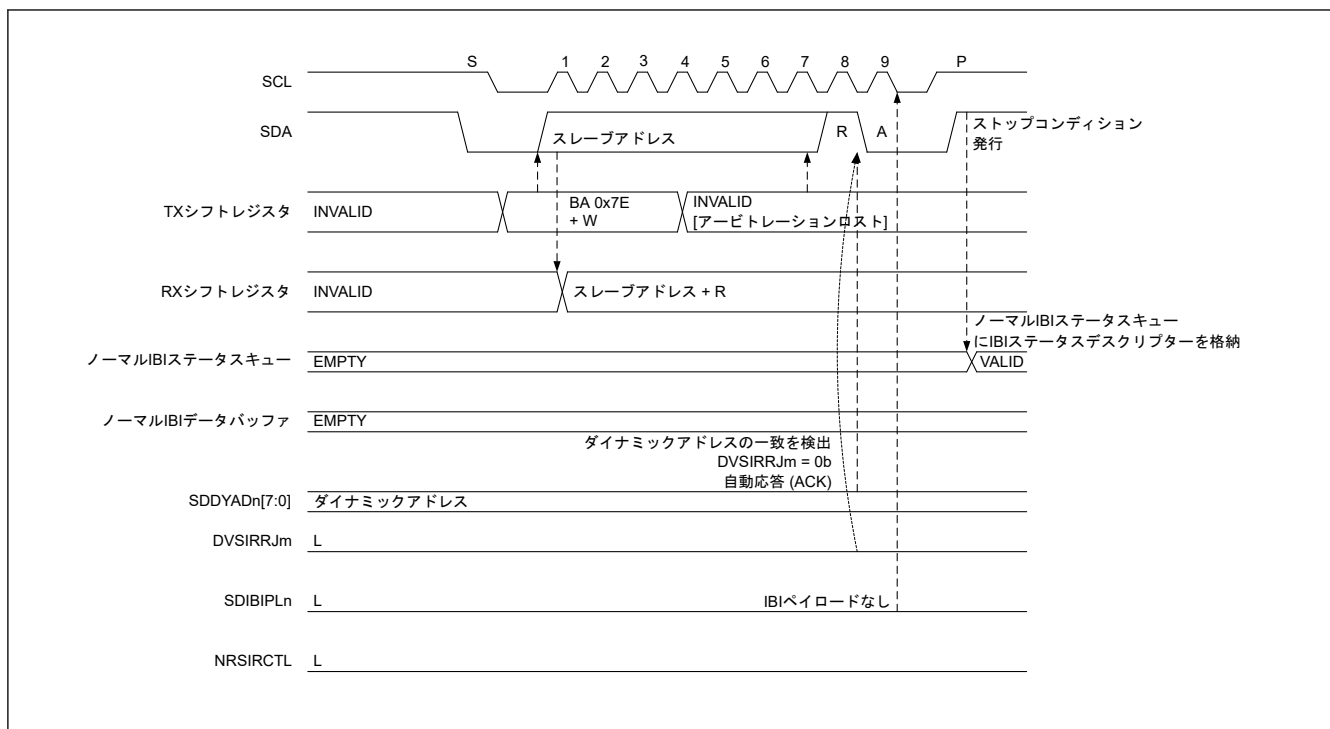 S 1 2 3 4 5 6 7 8 9 P
SCL
SDA
スレーブアドレス
R A
ストップコンディション
発行
TXシフトレジスタ
INVALID
BA 0x7E
+ W
INVALID
[アービトレーションロスト]
RXシフトレジスタ
INVALID
スレーブアドレス + R
ノーマルIBIステータスキュー
にIBIステータスデスクリプターを格納
ノーマルIBIステータスキュー
EMPTY
VALID
ノーマルIBIデータバッファ
EMPTY
ダイナミックアドレスの一致を検出
DVSIRRJm = 0b
自動応答 (ACK)
SDDYADn[7:0]
ダイナミックアドレス
DVSIRRJm
L
SDIBIPLn
L
IBIペイロードなし
NRSIRCTL
L